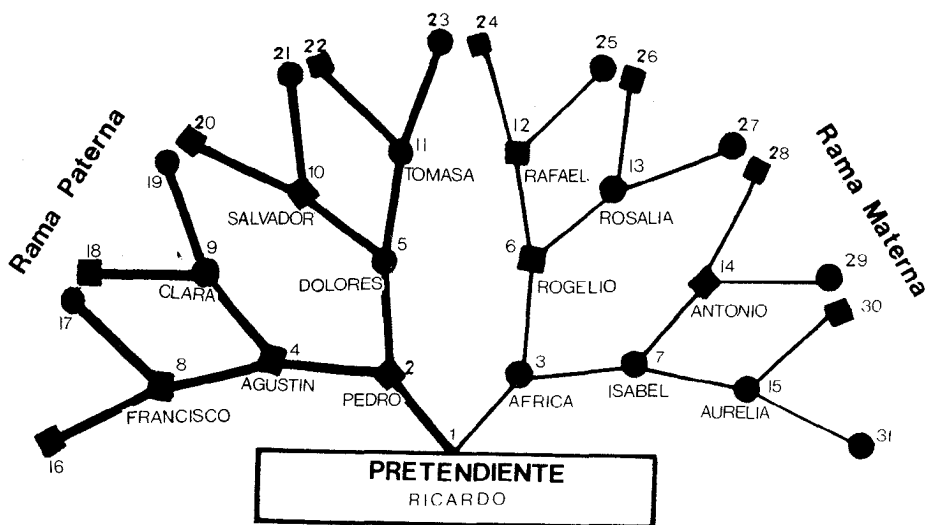 23
24
22
21
25
26
20
12
27
11
TOMASA
RAFAEL
13
28
19
10
SALVADOR
ROSALIA
Rama Paterna
Rama Materna
18
9
CLARA
5
DOLORES
6
ROGELIO
14
ANTONIO
29
30
17
8
FRANCISCO
4
AGUSTIN
2
PEDRO
3
AFRICA
7
ISABEL
15
AURELIA
16
31
1
PRETENDIENTE
RICARDO